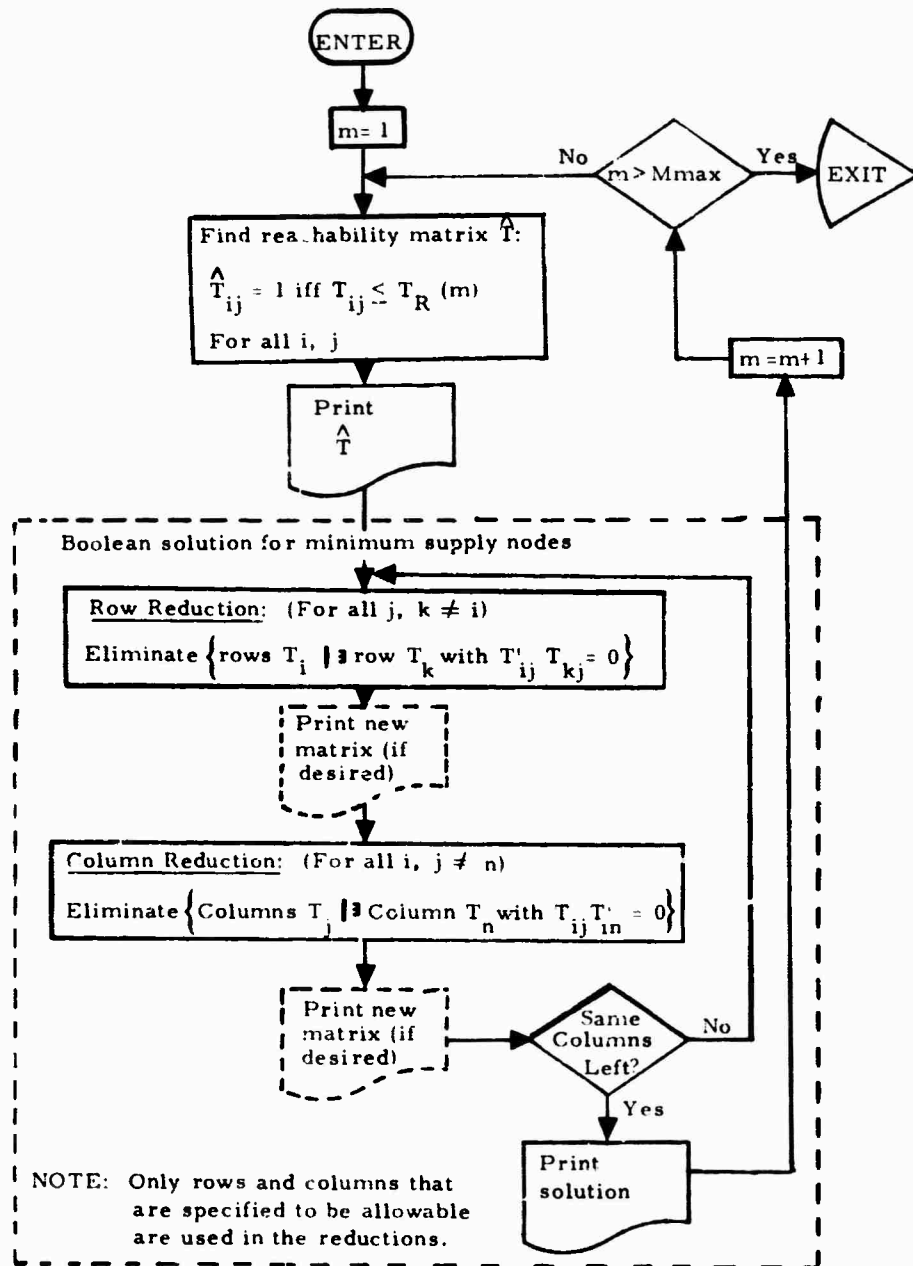 ENTER
m= 1
No
m > Mmax
Yes
EXIT
Find rea hability matrix T̂:
T̂ij = 1 iff Tij ≤ TR (m)
For all i, j
m =m+ 1
Print
T̂
Boolean solution for minimum supply nodes
Row Reduction: (For all j, k ≠ i)
Eliminate {rows Ti | ∃ row Tk with T'ij Tkj = 0}
Print new
matrix (if
desired)
Column Reduction: (For all i, j ≠ n)
Eliminate {Columns Tj | ∃ Column Tn with Tij T'in = 0}
Print new
matrix (if
desired)
Same
Columns
Left?
No
Yes
Print
solution
NOTE: Only rows and columns that
are specified to be allowable
are used in the reductions.